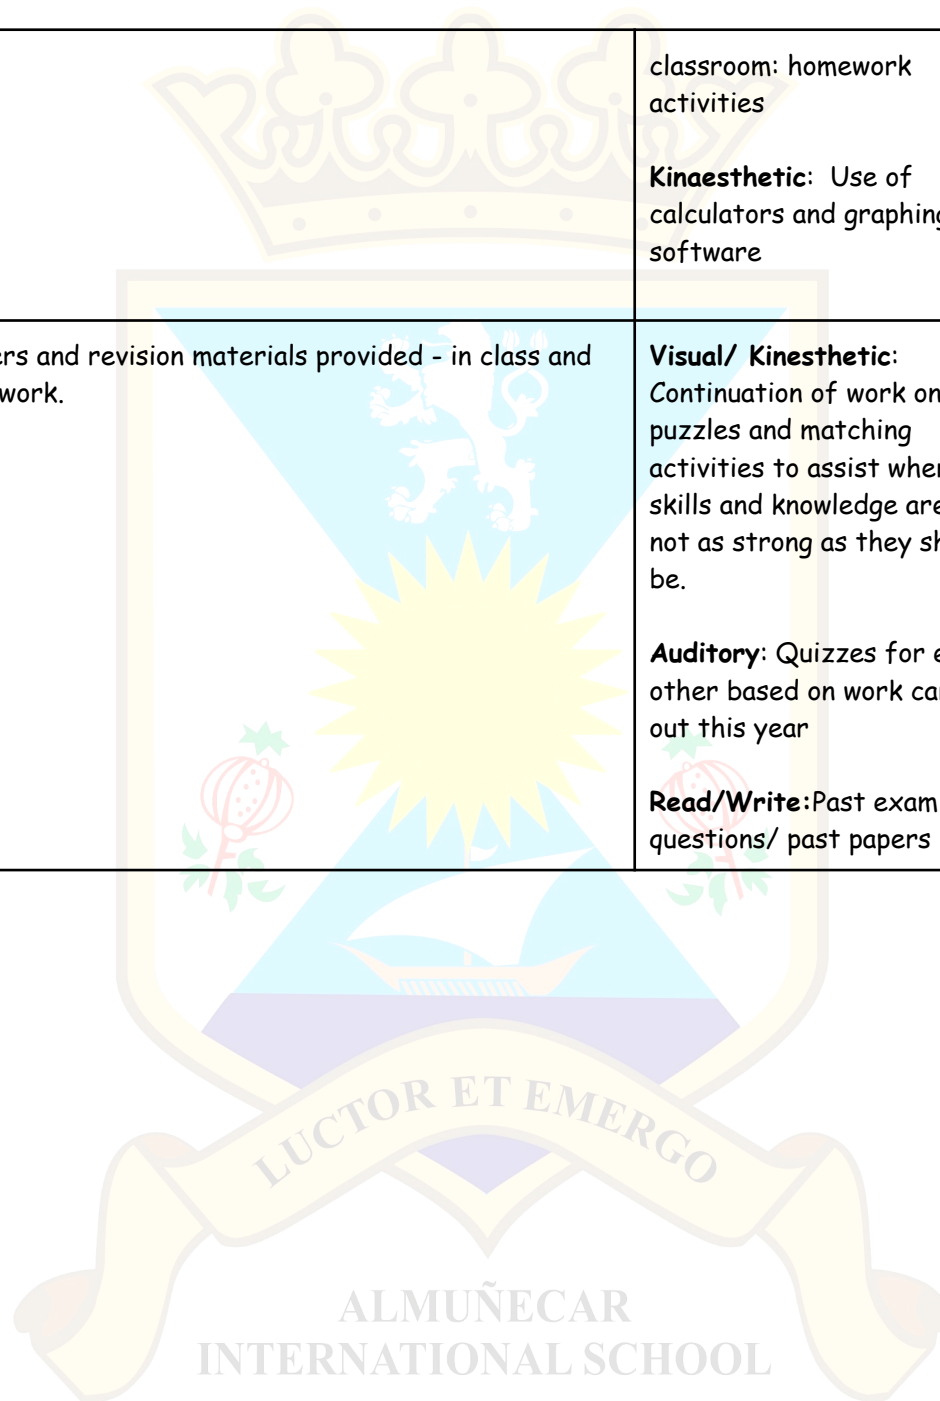 classroom: homework
activities
Kinaesthetic: Use of
calculators and graphing
software
ers and revision materials provided - in class and
work.
Visual/ Kinesthetic:
Continuation of work on
puzzles and matching
activities to assist wher
skills and knowledge are
not as strong as they sh
be.
Auditory: Quizzes for e
other based on work car
out this year
Read/Write:Past exam
questions/ past papers
LUCTOR ET EMERGO
ALMUÑECAR
INTERNATIONAL SCHOOL